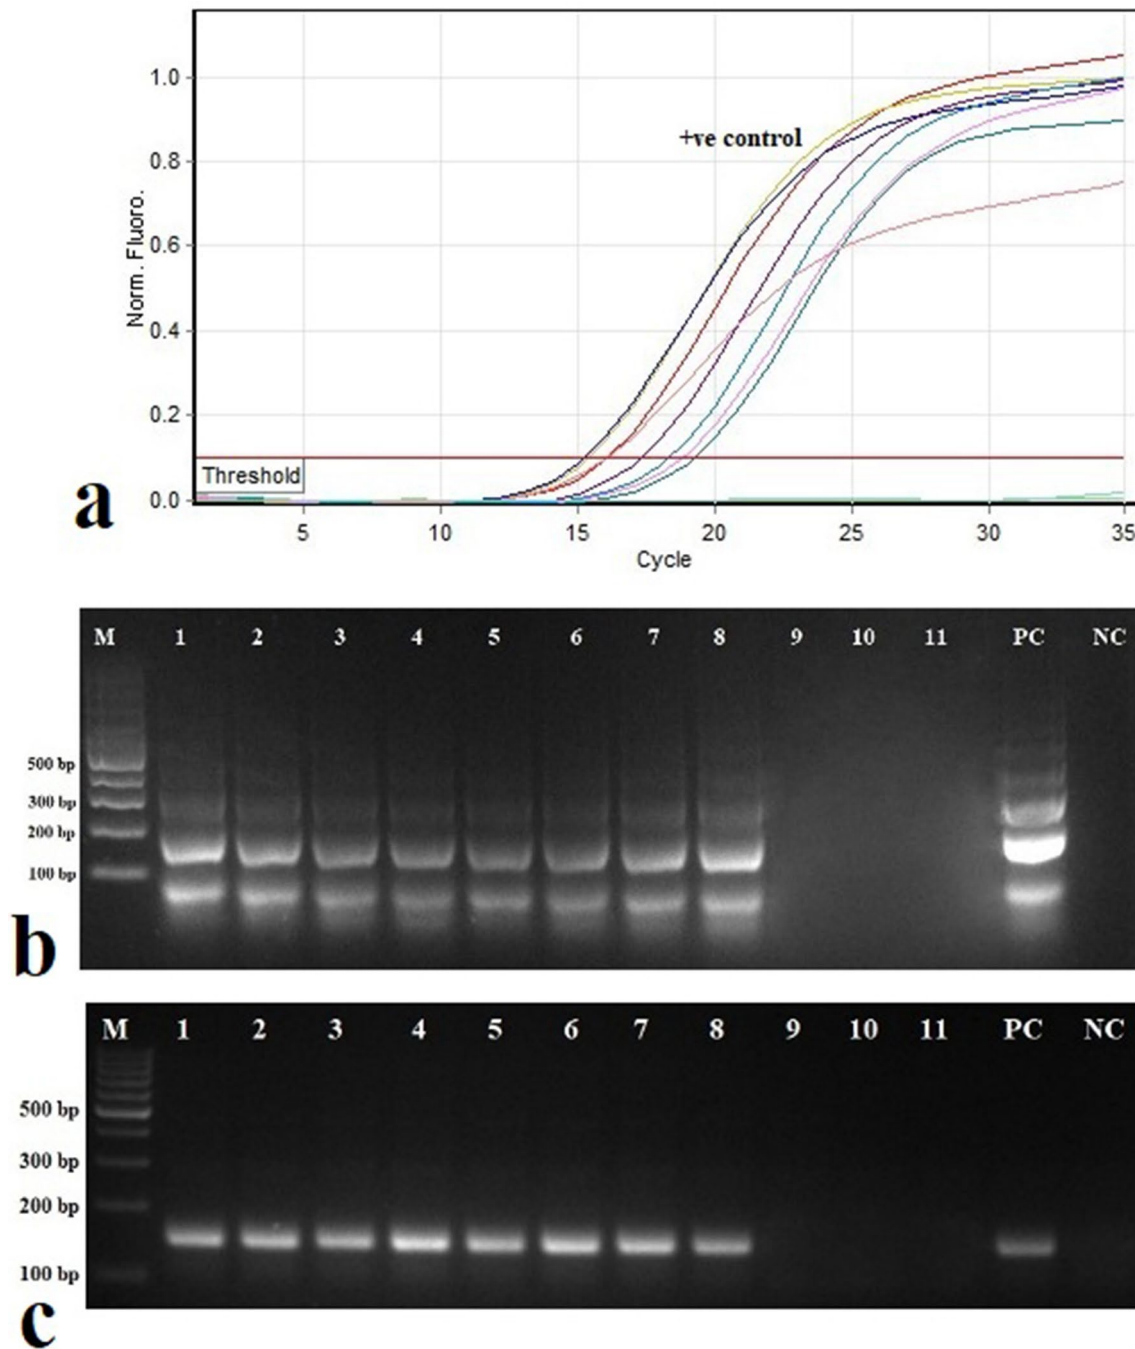 1.0
+ve control
0.8
0.6
Norm. Fluoro.
0.4
0.2
Threshold
0.0
5 10 15 20 25 30 35
Cycle
a
M 1 2 3 4 5 6 7 8 9 10 11 PC NC
500 bp
300 bp
200 bp
100 bp
b
M 1 2 3 4 5 6 7 8 9 10 11 PC NC
500 bp
300 bp
200 bp
100 bp
c